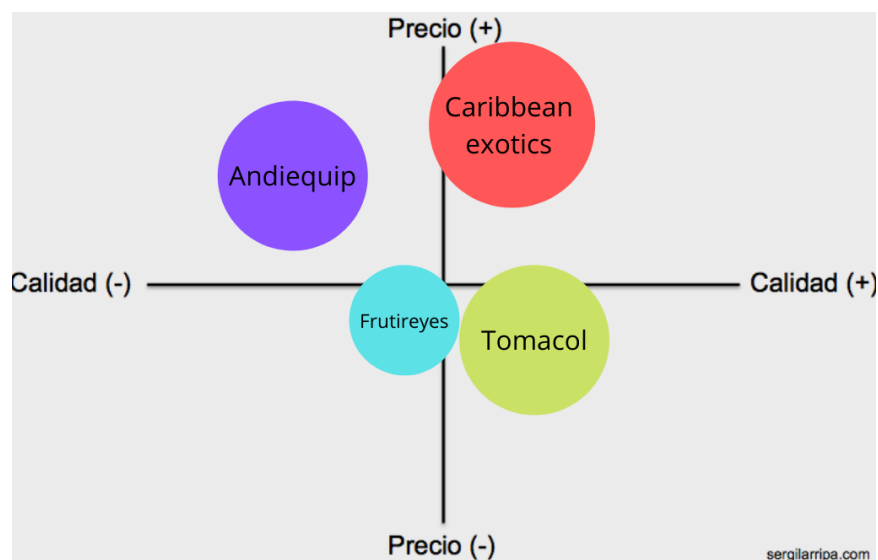 Precio (+)
Caribbean
exotics
Andiequip
Calidad (-)
Calidad (+)
Frutireyes
Tomacol
Precio (-)
sergilarripa.com